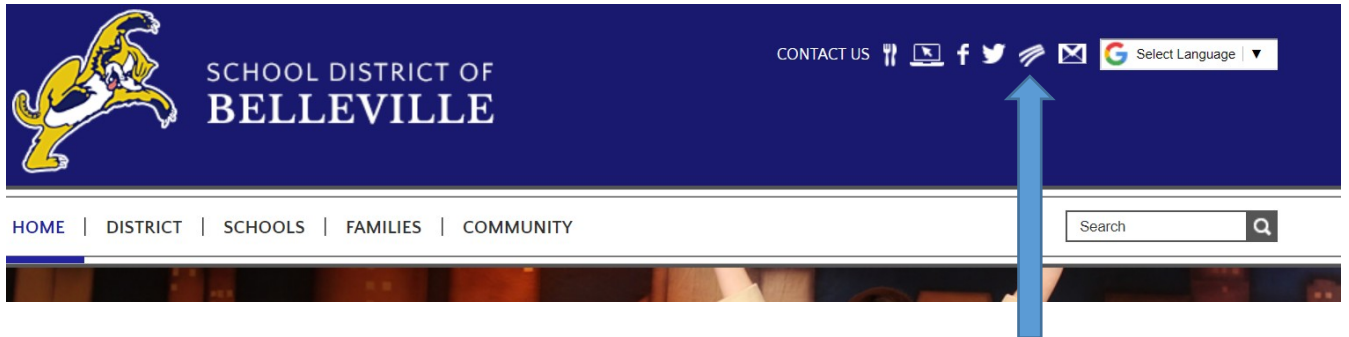 SCHOOL DISTRICT OF
BELLEVILLE
CONTACT US
Select Language ▼
HOME | DISTRICT | SCHOOLS | FAMILIES | COMMUNITY
Search